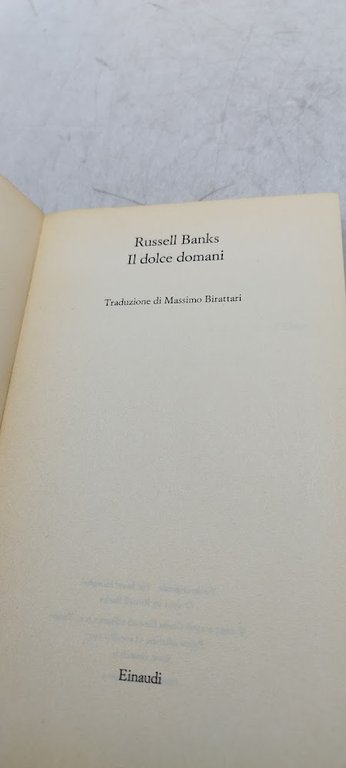 Russell Banks
Il dolce domani
Traduzione di Massimo Birattari
Einaudi